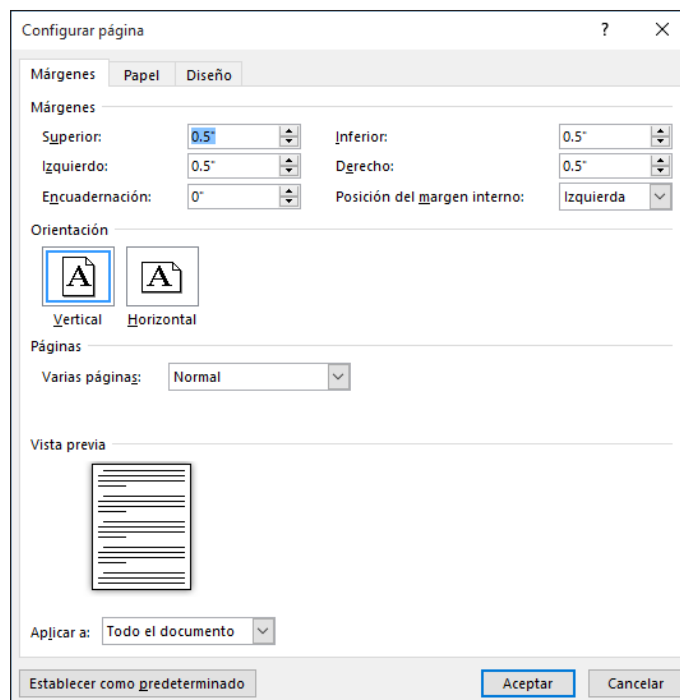 Configurar página ?
Márgenes Papel Diseño
Márgenes
Superior: 0.5" Inferior: 0.5"
Izquierdo: 0.5" Derecho: 0.5"
Encuadernación: 0" Posición del margen interno: Izquierda
Orientación
A A
Vertical Horizontal
Páginas
Varias páginas: Normal
Vista previa
Aplicar a: Todo el documento
Establecer como predeterminado Aceptar Cancelar